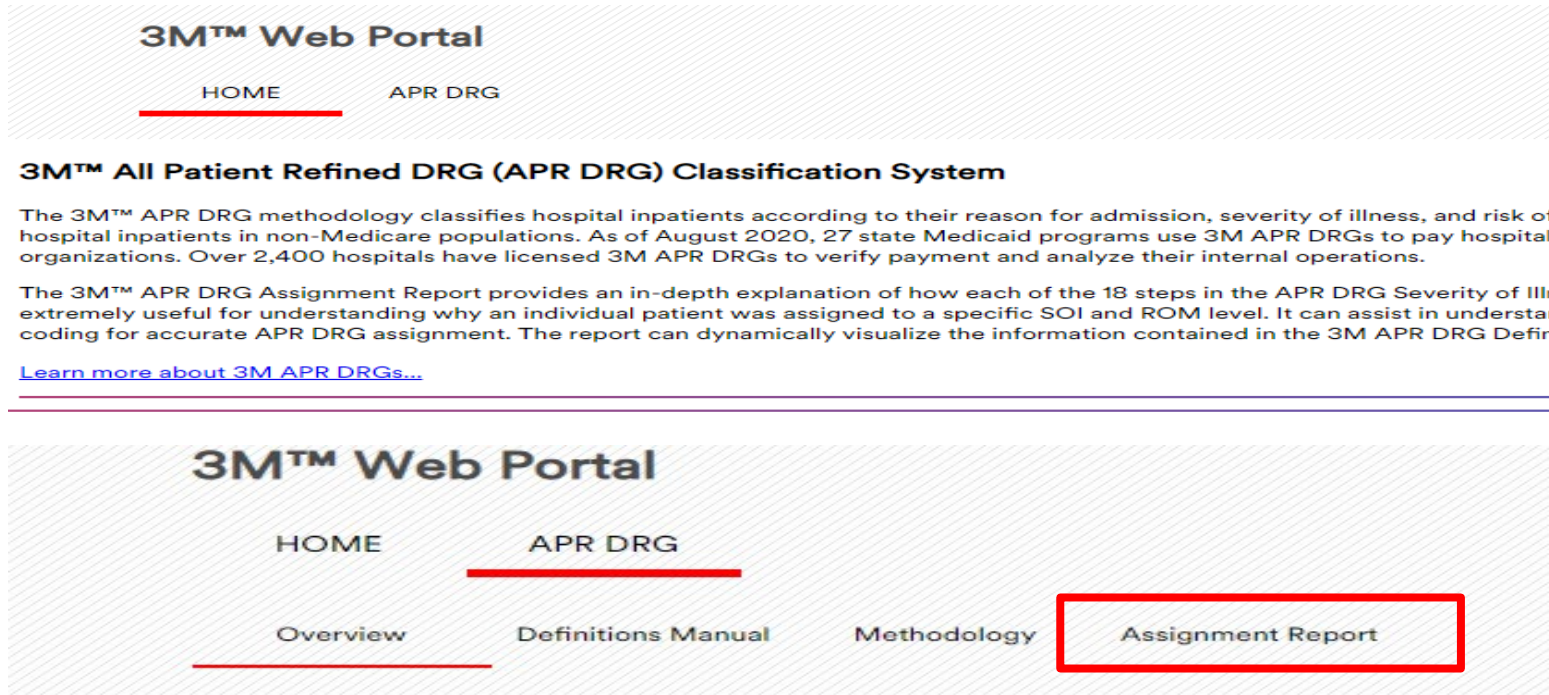 3M™ Web Portal
HOME APR DRG
3M™ All Patient Refined DRG (APR DRG) Classification System
The 3M™ APR DRG methodology classifies hospital inpatients according to their reason for admission, severity of illness, and risk of
hospital inpatients in non-Medicare populations. As of August 2020, 27 state Medicaid programs use 3M APR DRGs to pay hospital
organizations. Over 2,400 hospitals have licensed 3M APR DRGs to verify payment and analyze their internal operations.
The 3M™ APR DRG Assignment Report provides an in-depth explanation of how each of the 18 steps in the APR DRG Severity of Ill
extremely useful for understanding why an individual patient was assigned to a specific SOI and ROM level. It can assist in understa
coding for accurate APR DRG assignment. The report can dynamically visualize the information contained in the 3M APR DRG Defin
Learn more about 3M APR DRGs...
3M™ Web Portal
HOME APR DRG
Overview Definitions Manual Methodology Assignment Report